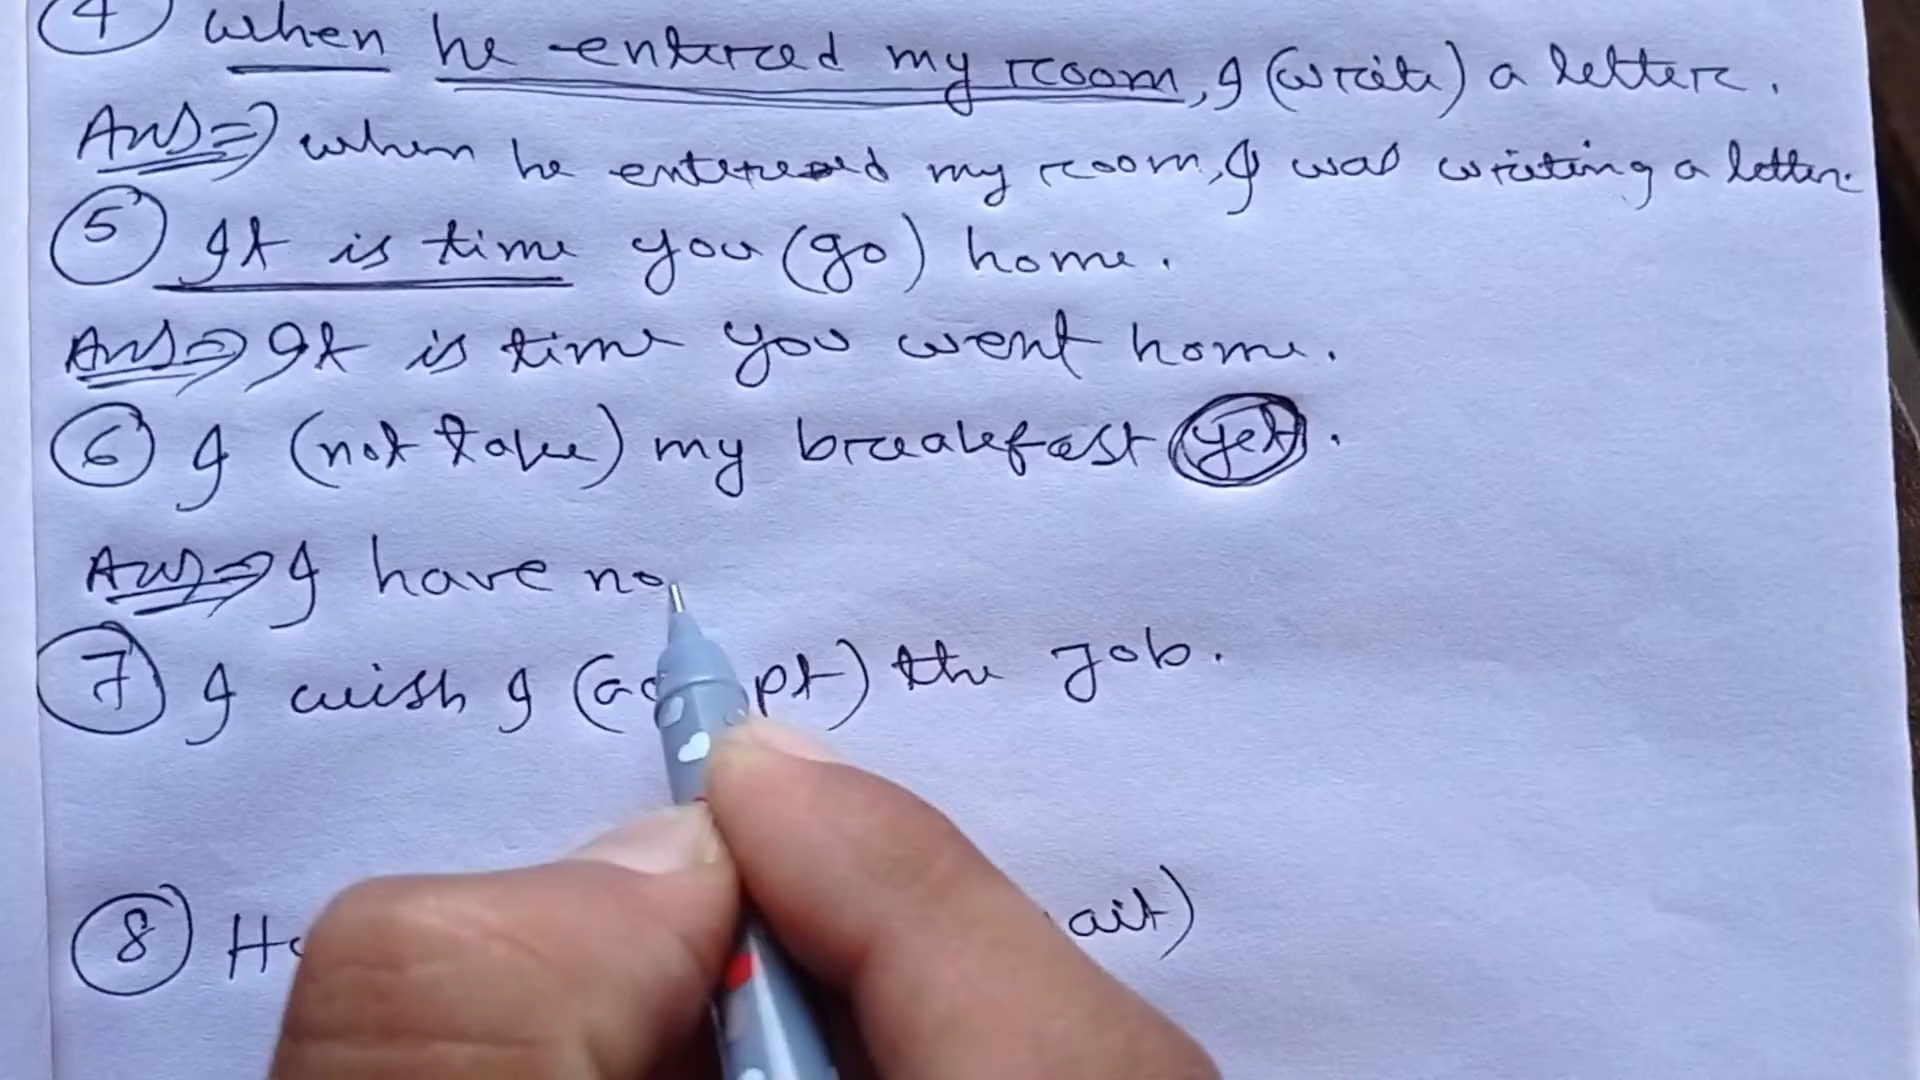 4 When he entered my room, I (write) a letter.
Ans=> when he entered my room, I was writing a letter.
5 It is time you (go) home.
Ans=> It is time you went home.
6 I (not take) my breakfast yet.
Ans=> I have no
7 I wish I (ac pt) the job.
8 Ho ait)